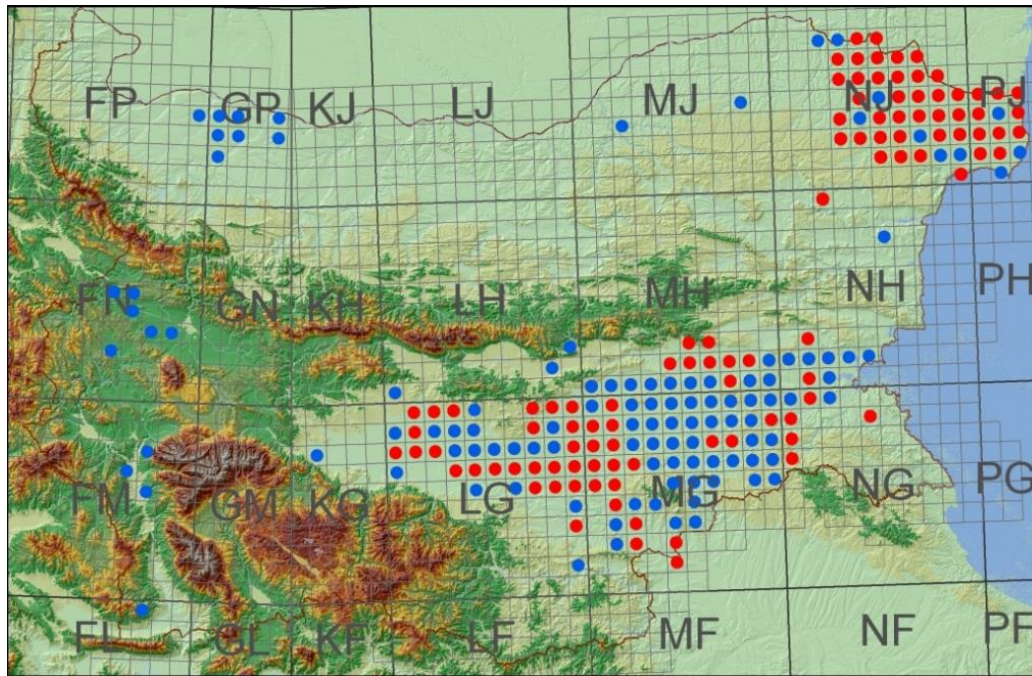 FP GP KJ LJ MJ NJ PJ
FN GN KH LH MH NH PH
FM GM KG LG MG NG PG
FL GL KF LF MF NF PF